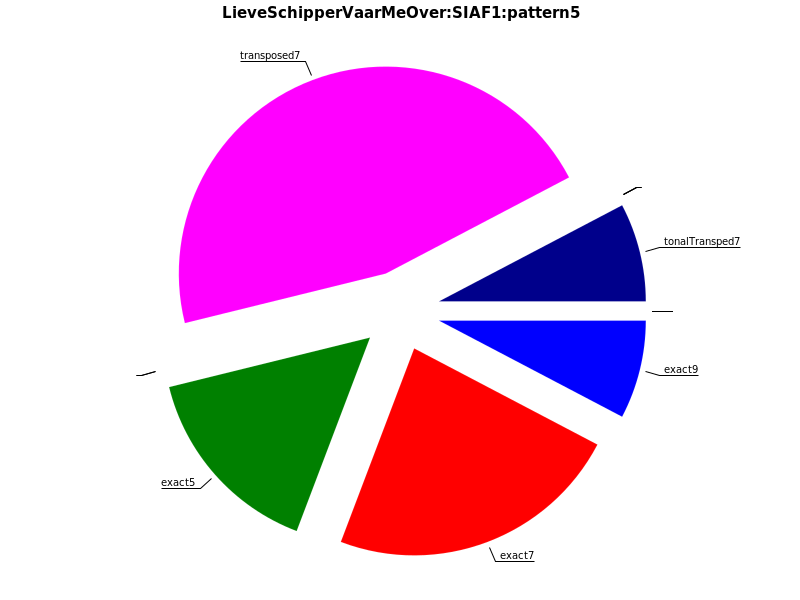 LieveSchipperVaarMeOver:SIAF1:pattern5
transposed7
tonalTransped7
exact9
exact5
exact7